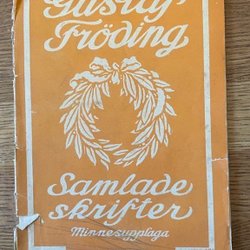 Gustaf
Fröding
Samlade
skrifter
Minnesupplaga